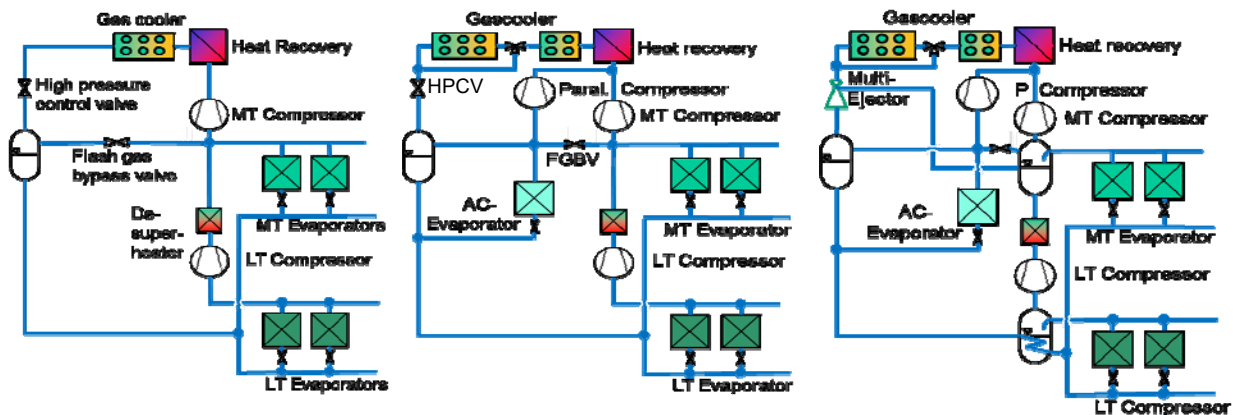 Gas cooler
Heat Recovery
High pressure
control valve
MT Compressor
Flash gas
bypass valve
De-
super-
heater
MT Evaporators
LT Compressor
LT Evaporators
Gascooler
Heat recovery
HPCV
Paral. Compressor
MT Compressor
FGBV
AC-
Evaporator
MT Evaporator
LT Compressor
LT Evaporator
Gascooler
Heat recovery
Multi-
Ejector
P Compressor
MT Compressor
AC-
Evaporator
MT Evaporator
LT Compressor
LT Compressor